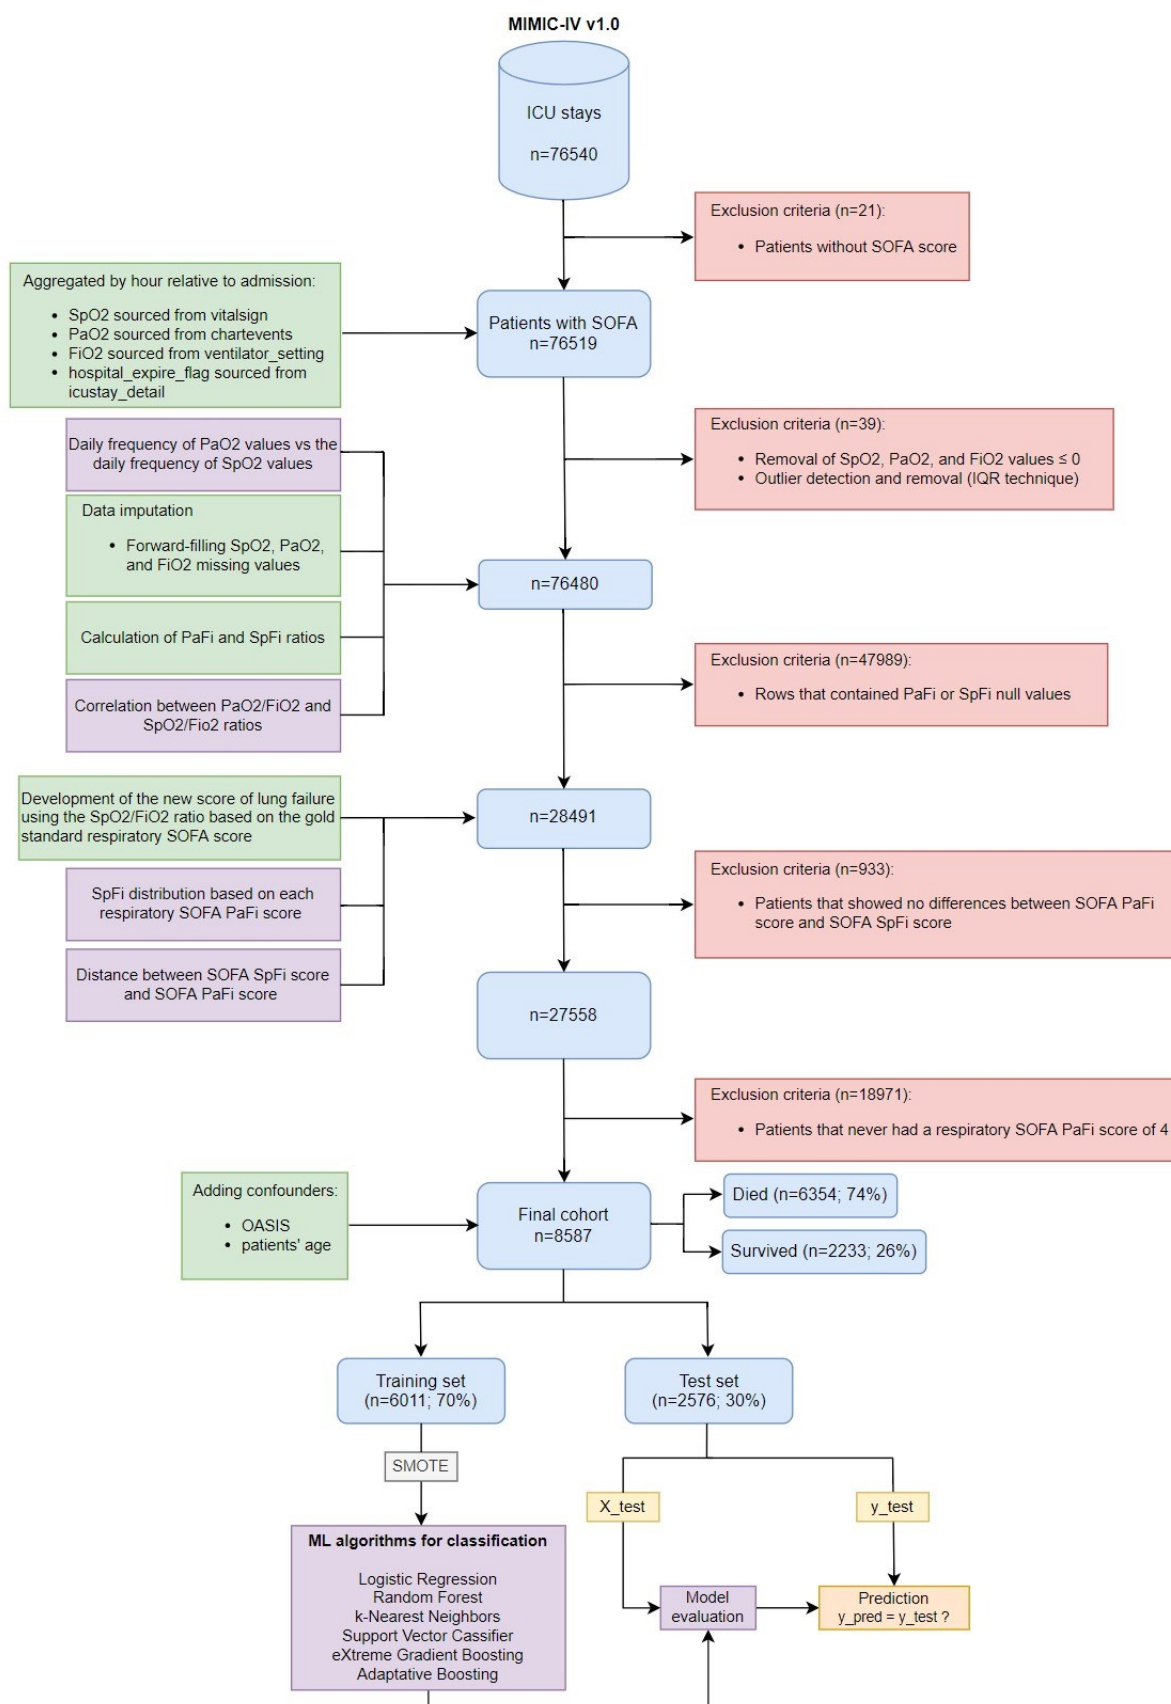 MIMIC-IV v1.0
ICU stays
n=76540
Exclusion criteria (n=21):
• Patients without SOFA score
Aggregated by hour relative to admission:
• SpO2 sourced from vitalsign
• PaO2 sourced from chartevents
• FiO2 sourced from ventilator_setting
• hospital_expire_flag sourced from
icustay_detail
Patients with SOFA
n=76519
Exclusion criteria (n=39):
• Removal of SpO2, PaO2, and FiO2 values ≤ 0
• Outlier detection and removal (IQR technique)
Daily frequency of PaO2 values vs the
daily frequency of SpO2 values
Data imputation
• Forward-filling SpO2, PaO2,
and FiO2 missing values
n=76480
Calculation of PaFi and SpFi ratios
Exclusion criteria (n=47989):
• Rows that contained PaFi or SpFi null values
Correlation between PaO2/FiO2 and
SpO2/Fio2 ratios
Development of the new score of lung failure
using the SpO2/FiO2 ratio based on the gold
standard respiratory SOFA score
n=28491
Exclusion criteria (n=933):
• Patients that showed no differences between SOFA PaFi
score and SOFA SpFi score
SpFi distribution based on each
respiratory SOFA PaFi score
Distance between SOFA SpFi score
and SOFA PaFi score
n=27558
Exclusion criteria (n=18971):
• Patients that never had a respiratory SOFA PaFi score of 4
Adding confounders:
• OASIS
• patients' age
Final cohort
n=8587
Died (n=6354; 74%)
Survived (n=2233; 26%)
Training set
(n=6011; 70%)
Test set
(n=2576; 30%)
SMOTE
X_test
y_test
ML algorithms for classification
Logistic Regression
Random Forest
k-Nearest Neighbors
Support Vector Cassifier
eXtreme Gradient Boosting
Adaptative Boosting
Model
evaluation
Prediction
y_pred = y_test ?